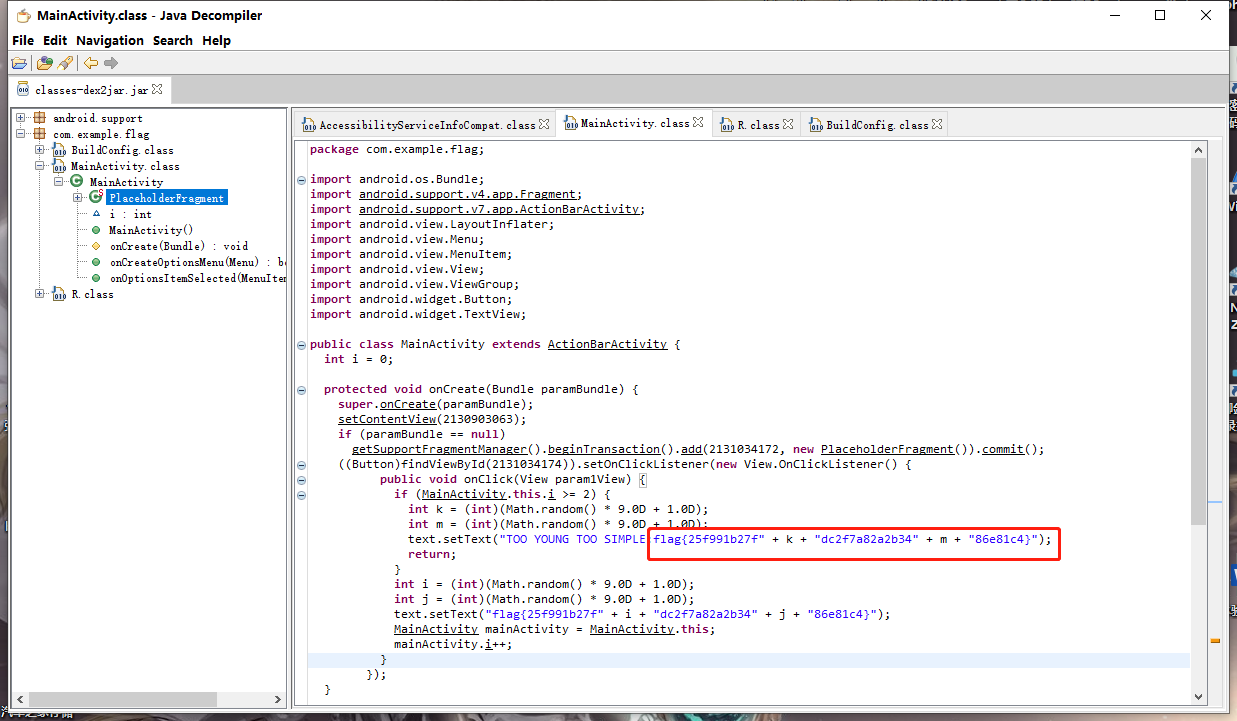 MainActivity.class - Java Decompiler
File Edit Navigation Search Help
classes-dex2jar.jar
android.support
com.example.flag
BuildConfig.class
MainActivity.class
MainActivity
PlaceholderFragment
i : int
MainActivity()
onCreate(Bundle) : void
onCreateOptionsMenu(Menu) : b
onOptionsItemSelected(MenuItem
R.class
AccessibilityServiceInfoCompat.class MainActivity.class R.class BuildConfig.class
package com.example.flag;
import android.os.Bundle;
import android.support.v4.app.Fragment;
import android.support.v7.app.ActionBarActivity;
import android.view.LayoutInflater;
import android.view.Menu;
import android.view.MenuItem;
import android.view.View;
import android.view.ViewGroup;
import android.widget.Button;
import android.widget.TextView;
public class MainActivity extends ActionBarActivity {
int i = 0;
protected void onCreate(Bundle paramBundle) {
super.onCreate(paramBundle);
setContentView(2130903063);
if (paramBundle == null)
getSupportFragmentManager().beginTransaction().add(2131034172, new PlaceholderFragment()).commit();
((Button)findViewById(2131034174)).setOnClickListener(new View.OnClickListener() {
public void onClick(View param1View) {
if (MainActivity.this.i >= 2) {
int k = (int)(Math.random() * 9.0D + 1.0D);
int m = (int)(Math.random() * 9.0D + 1.0D);
text.setText("TOO YOUNG TOO SIMPLE flag{25f991b27f" + k + "dc2f7a82a2b34" + m + "86e81c4}");
return;
}
int i = (int)(Math.random() * 9.0D + 1.0D);
int j = (int)(Math.random() * 9.0D + 1.0D);
text.setText("flag{25f991b27f" + i + "dc2f7a82a2b34" + j + "86e81c4}");
MainActivity mainActivity = MainActivity.this;
mainActivity.i++;
}
});
}